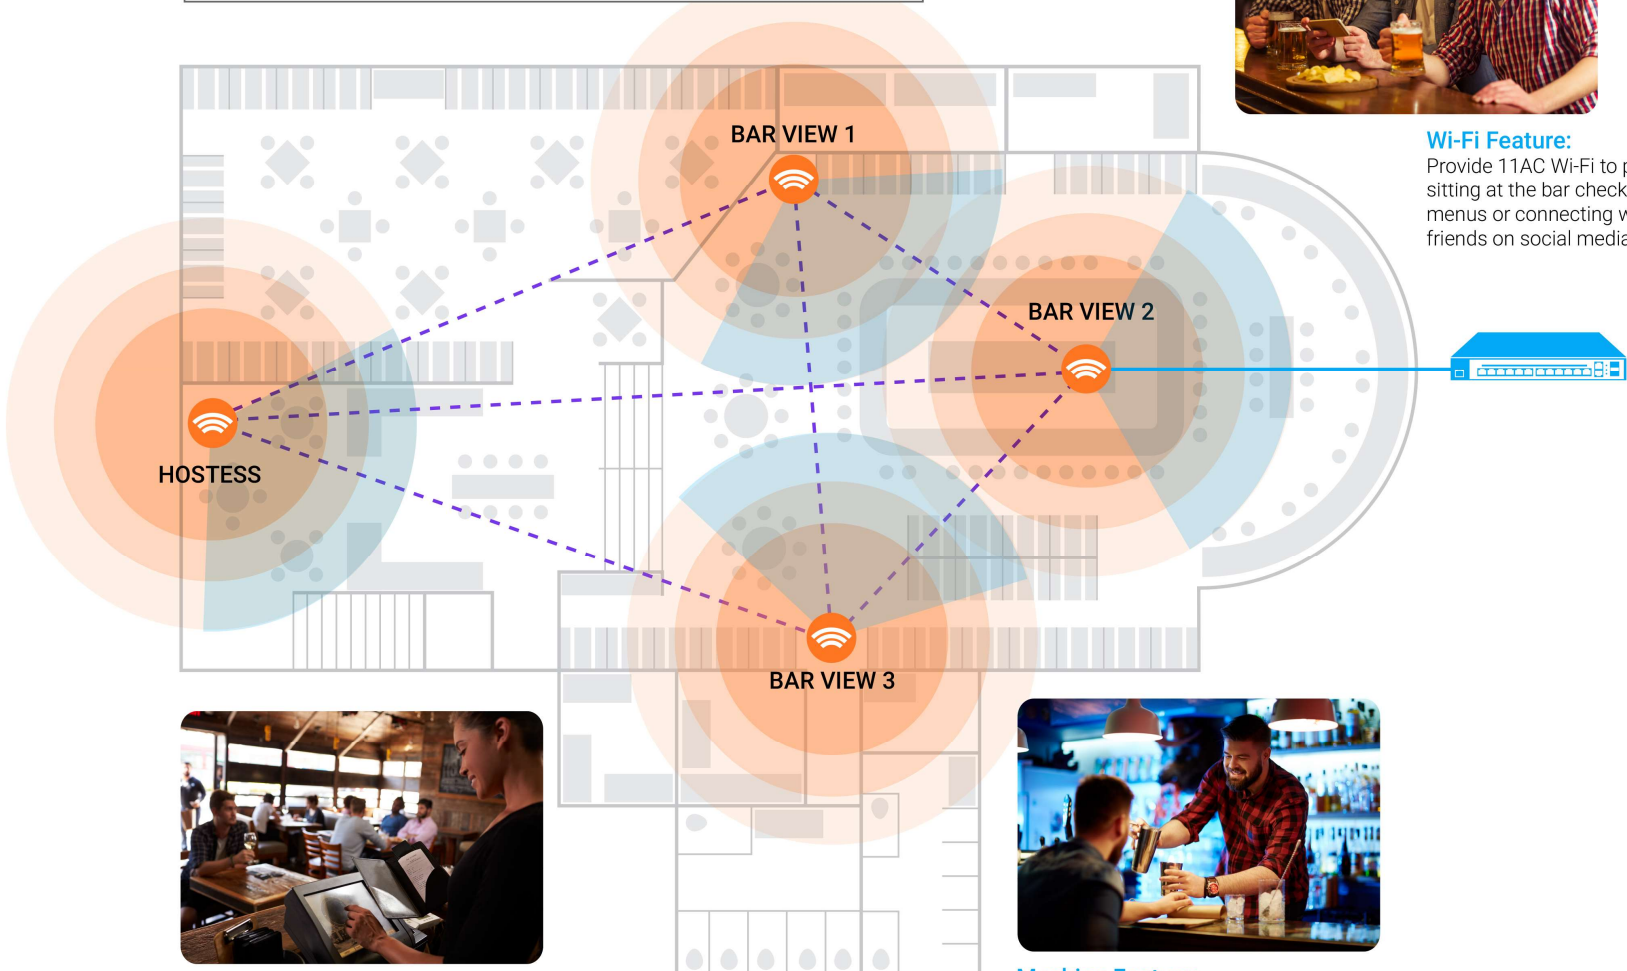 BAR VIEW 1
Wi-Fi Feature:
Provide 11AC Wi-Fi to
sitting at the bar check
menus or connecting
friends on social media
BAR VIEW 2
HOSTESS
BAR VIEW 3